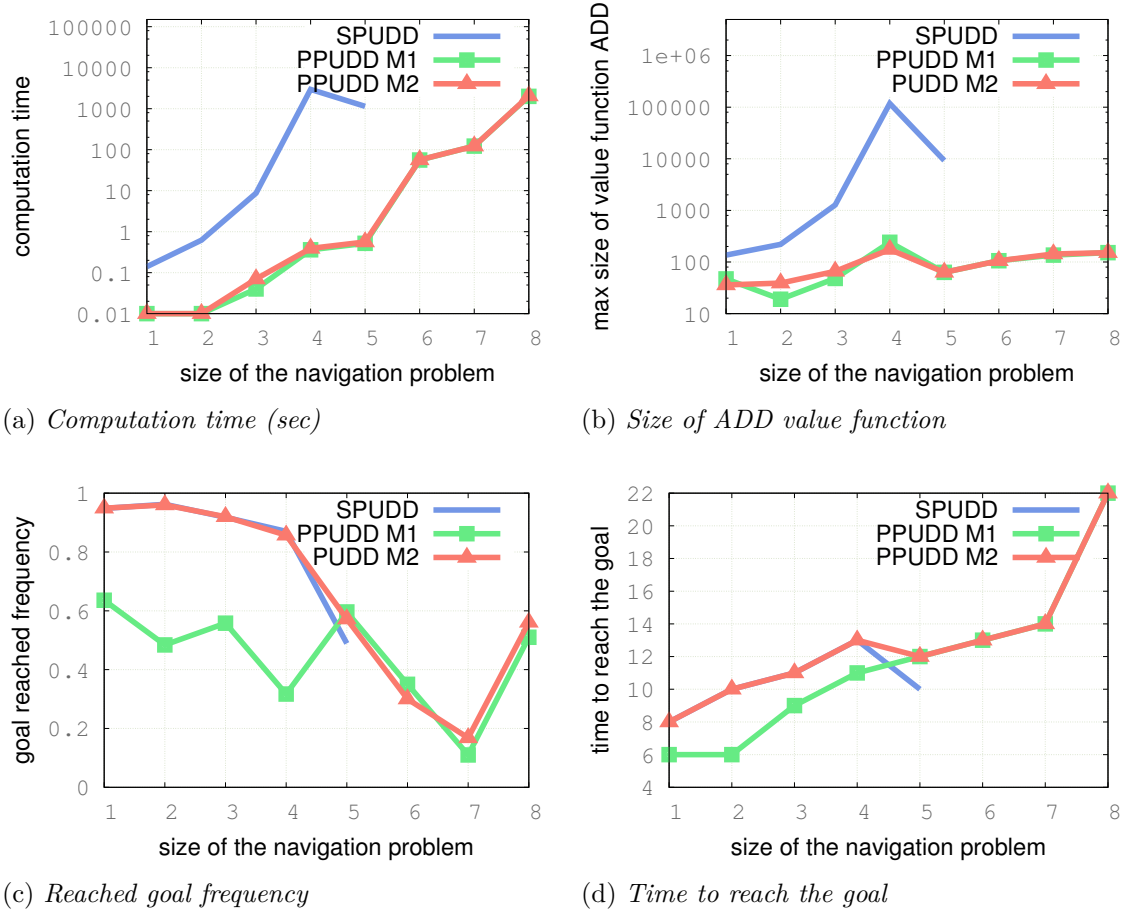 100000
10000
1000
100
10
1
0.1
0.01
computation time
SPUDD
PPUDD M1
PPUDD M2
1 2 3 4 5 6 7 8
size of the navigation problem
(a) Computation time (sec)
1e+06
100000
10000
1000
100
10
max size of value function ADD
SPUDD
PPUDD M1
PUDD M2
1 2 3 4 5 6 7 8
size of the navigation problem
(b) Size of ADD value function
1
0.8
0.6
0.4
0.2
0
goal reached frequency
SPUDD
PPUDD M1
PUDD M2
1 2 3 4 5 6 7 8
size of the navigation problem
(c) Reached goal frequency
22
20
18
16
14
12
10
8
6
4
time to reach the goal
SPUDD
PPUDD M1
PPUDD M2
1 2 3 4 5 6 7 8
size of the navigation problem
(d) Time to reach the goal